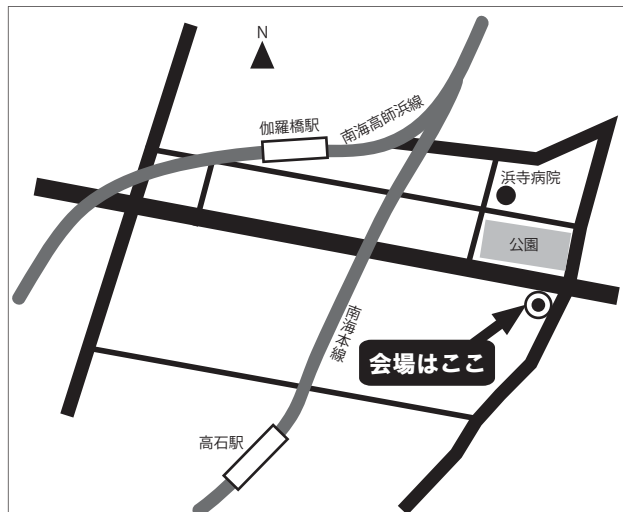 N
伽羅橋駅
南海高師浜線
浜寺病院
公園
南海本線
会場はここ
高石駅